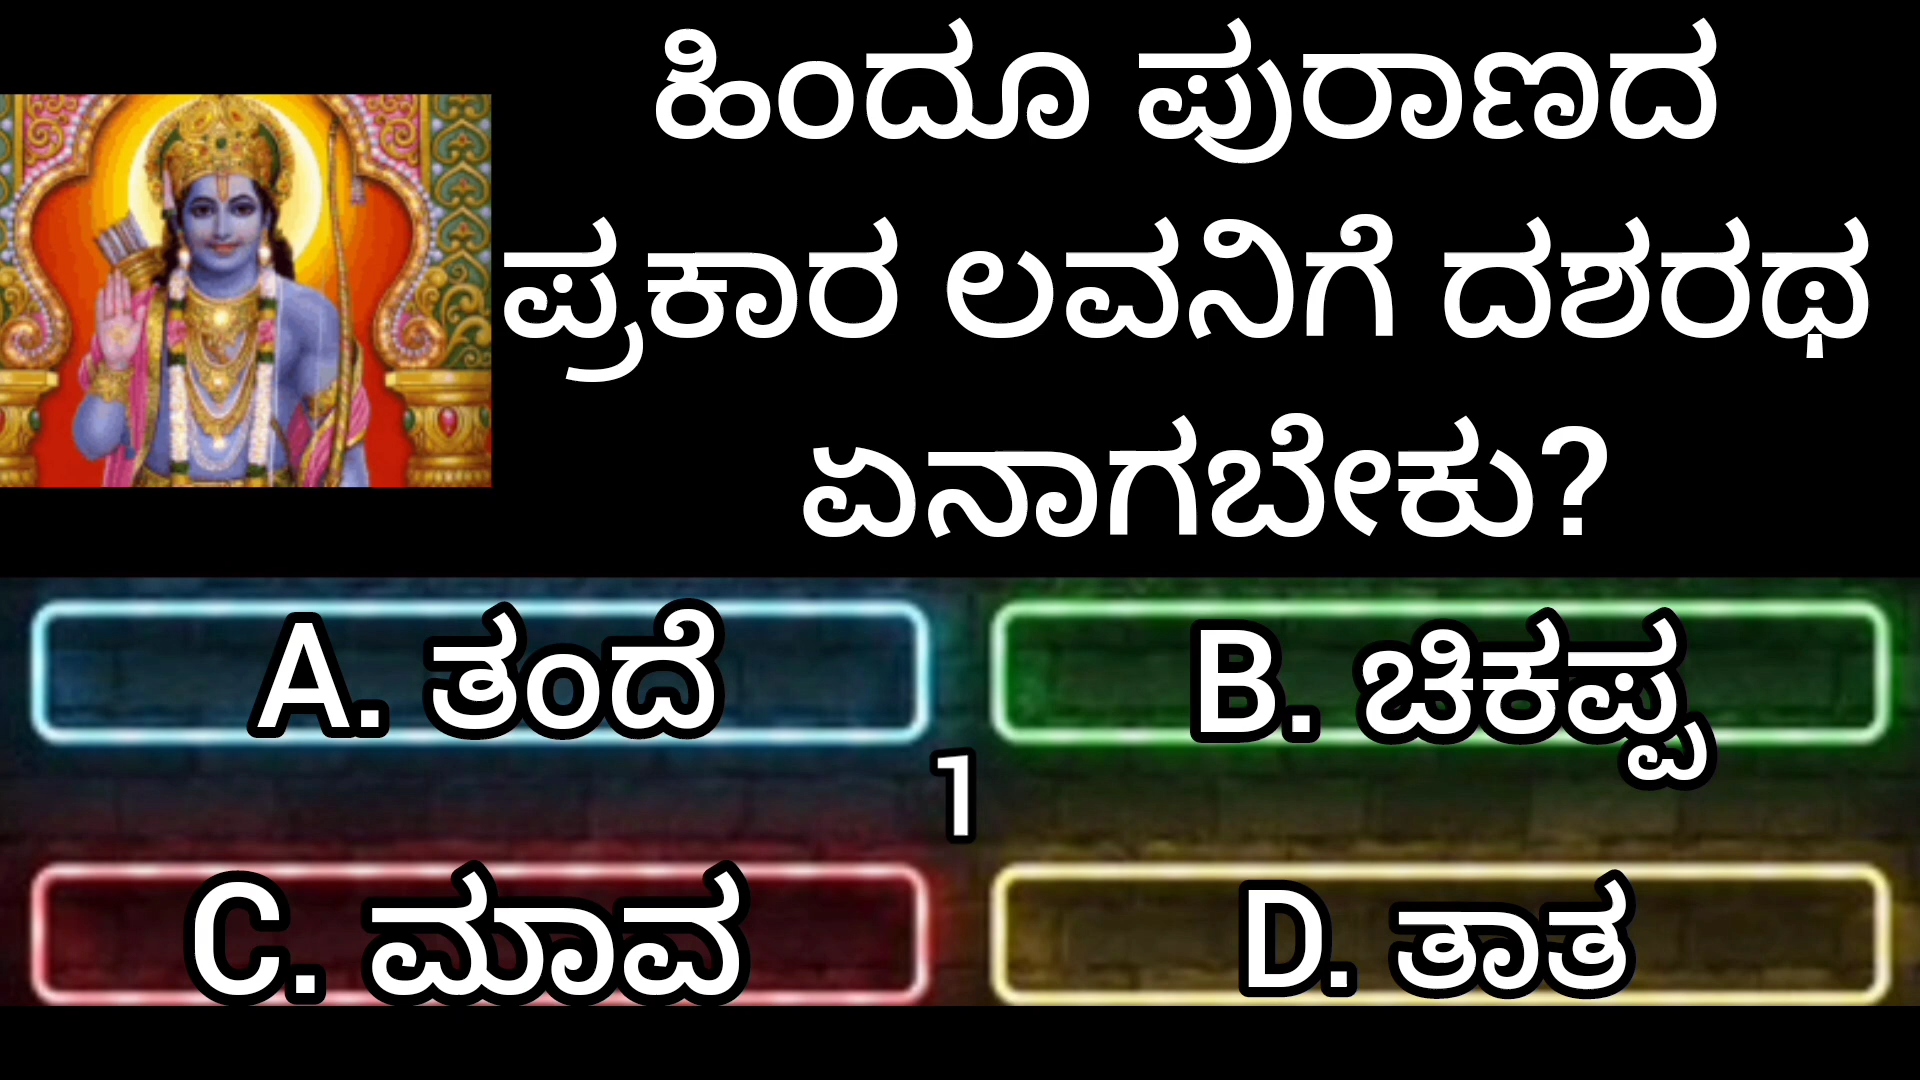 ಹಿಂದೂ ಪುರಾಣದ
ಪ್ರಕಾರ ಲವನಿಗೆ ದಶರಥ
ಏನಾಗಬೇಕು?
A. ತಂದೆ
B. ಚಿಕಪ್ಪ
1
C. ಮಾವ
D. ತಾತ